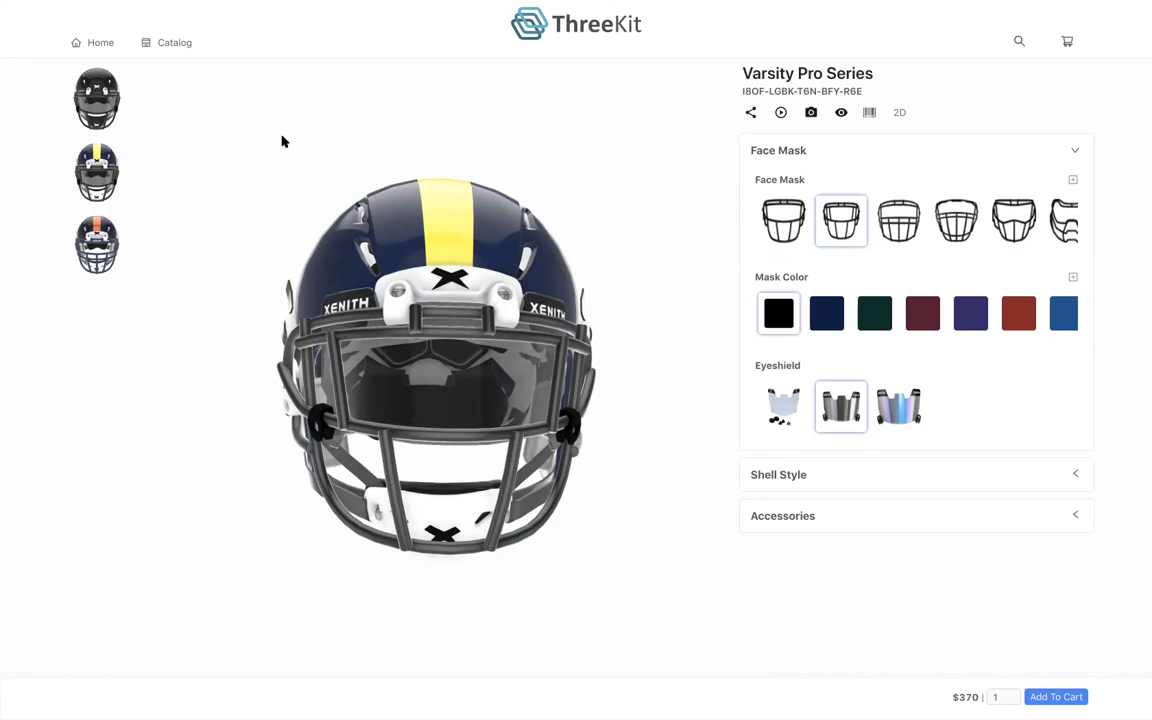 ThreeKit
Home
Catalog
Varsity Pro Series
I8OF-LGBK-T6N-BFY-R6E
2D
Face Mask
Face Mask
Mask Color
Eyeshield
Shell Style
Accessories
XENITH
XENITH
$370 | 1
Add To Cart